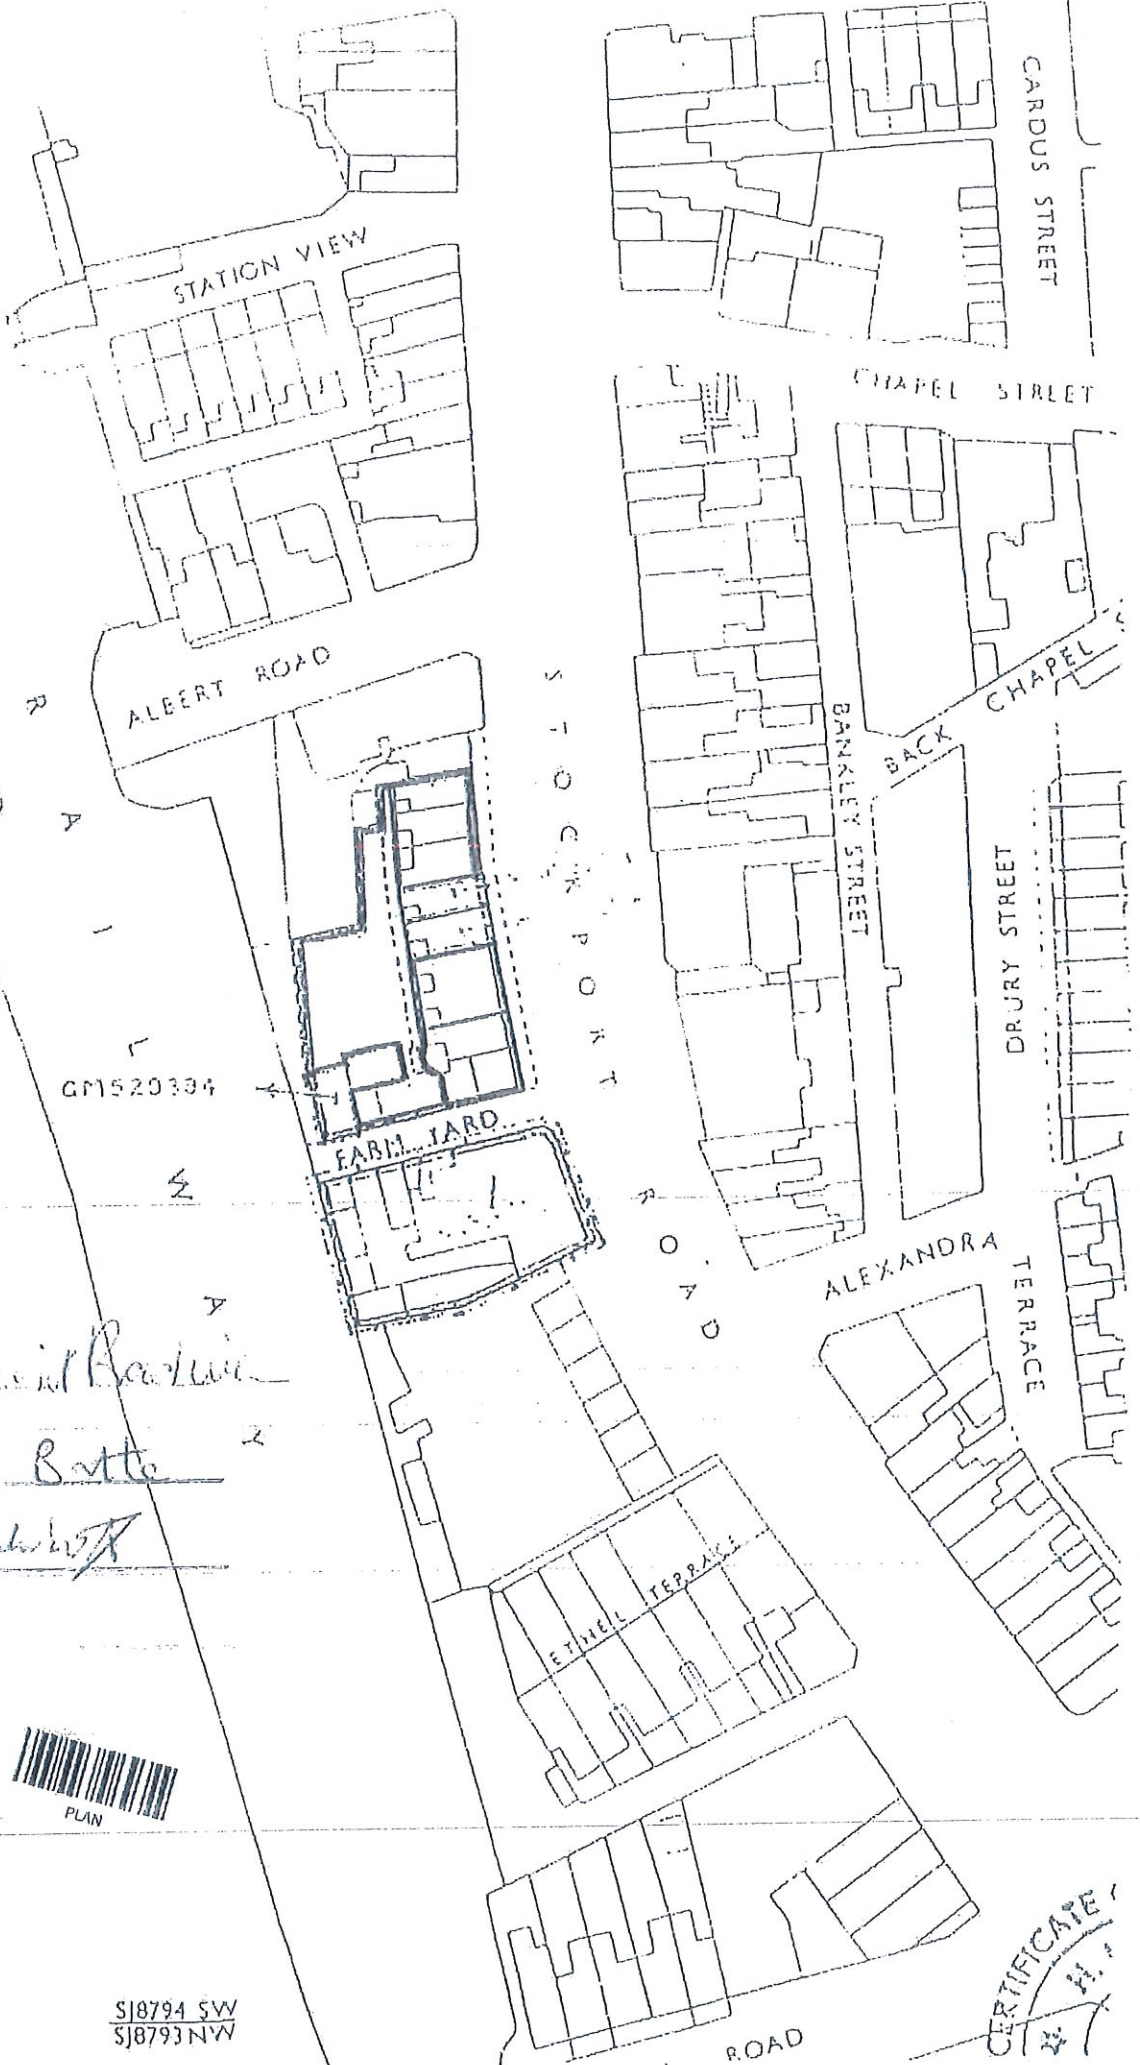 CARDUS STREET
STATION VIEW
CHAPEL STREET
ALBERT ROAD
STOCKPORT ROAD
BACK CHAPEL
BANKLEY STREET
DRURY STREET
RAILWAY
GM520394
FARM YARD
ALEXANDRA TERRACE
ETHEL TERRACE
PLAN
SJ8794 SW
SJ8793 NW
ROAD
CERTIFICATE
H.